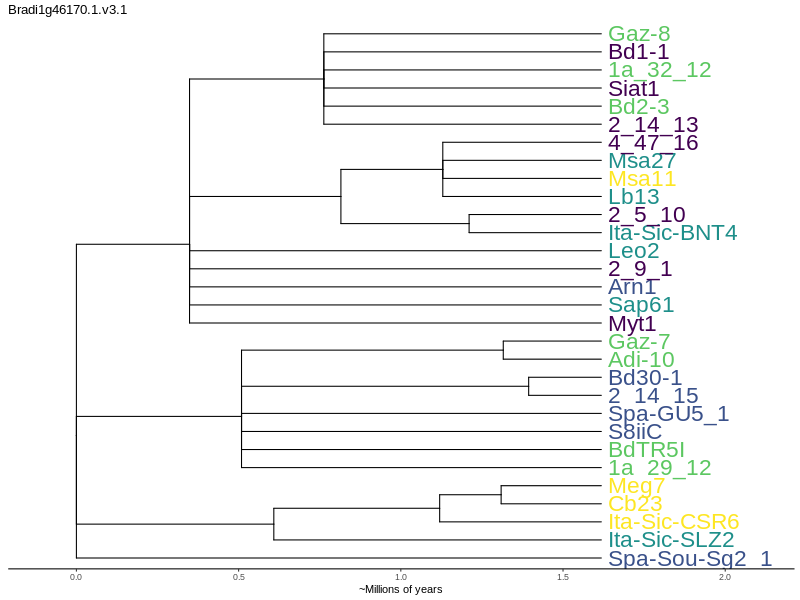 Bradi1g46170.1.v3.1
Gaz-8
Bd1-1
1a_32_12
Siat1
Bd2-3
2_14_13
4_47_16
Msa27
Msa11
Lb13
2_5_10
Ita-Sic-BNT4
Leo2
2_9_1
Arn1
Sap61
Myt1
Gaz-7
Adi-10
Bd30-1
2_14_15
Spa-GU5_1
S8iiC
BdTR5I
1a_29_12
Meg7
Cb23
Ita-Sic-CSR6
Ita-Sic-SLZ2
Spa-Sou-Sq2_1
0.0 0.5 1.0 1.5 2.0
~Millions of years